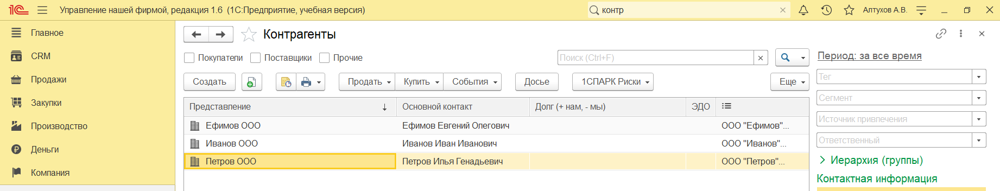 1С Управление нашей фирмой, редакция 1.6 (1С:Предприятие, учебная версия) контр Алтухов А.В.
Главное
CRM
Продажи
Закупки
Производство
Деньги
Компания
Контрагенты
Покупатели Поставщики Прочие Поиск (Ctrl+F)
Создать Продать Купить События Досье 1СПАРК Риски Еще
Представление Основной контакт Долг (+ нам, - мы) ЭДО
Ефимов ООО Ефимов Евгений Олегович ООО "Ефимов"...
Иванов ООО Иванов Иван Иванович ООО "Иванов"...
Петров ООО Петров Илья Генадьевич ООО "Петров"...
Период: за все время
Тег
Сегмент
Источник привлечения
Ответственный
Иерархия (группы)
Контактная информация